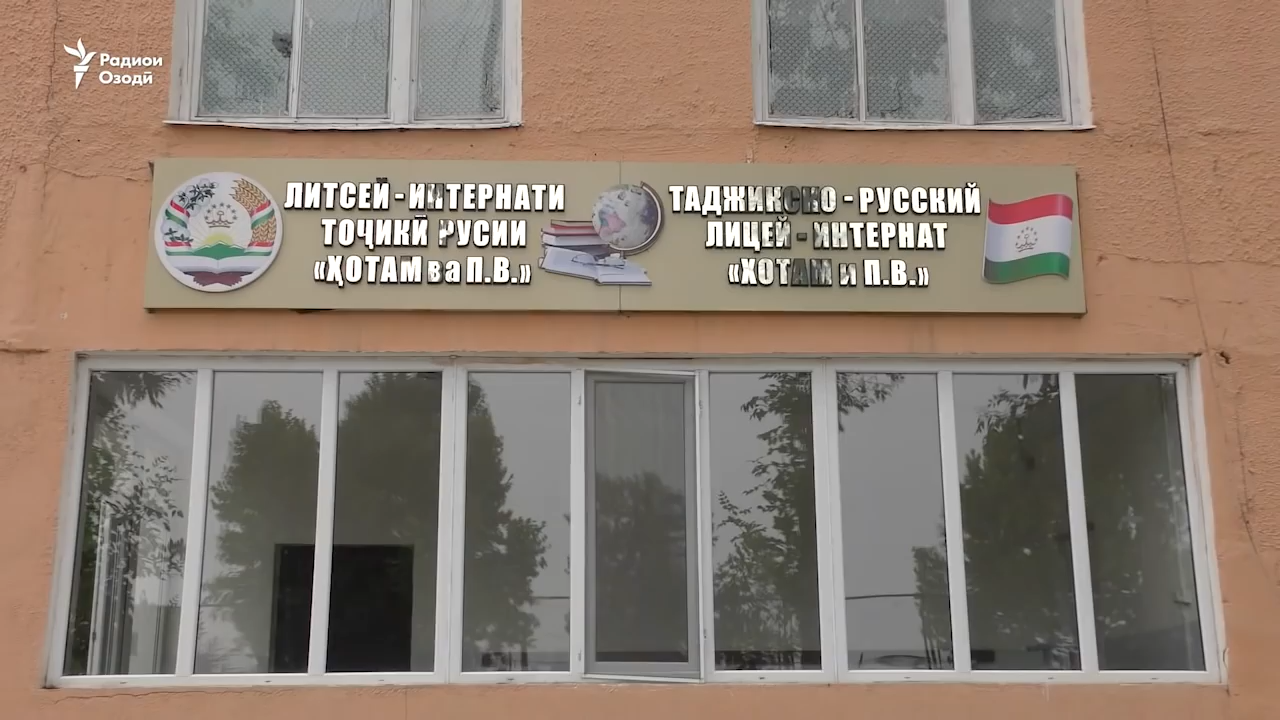 Радиои
Озодӣ
ЛИТСЕЙ - ИНТЕРНАТИ
ТОҶИКӢ РУСИИ
«ҲОТАМ ва П.В.»
ТАДЖИКСКО - РУССКИЙ
ЛИЦЕЙ - ИНТЕРНАТ
«ХОТАМ и П.В.»